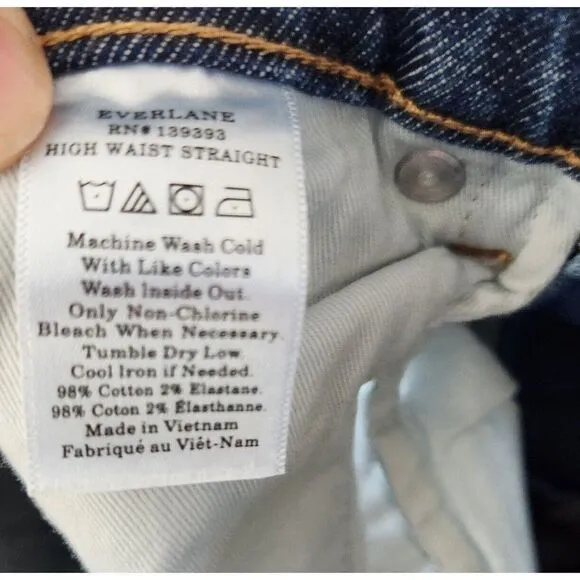 EVERLANE
RN# 139393
HIGH WAIST STRAIGHT
Machine Wash Cold
With Like Colors
Wash Inside Out.
Only Non-Chlorine
Bleach When Necessary.
Tumble Dry Low.
Cool Iron if Needed.
98% Cotton 2% Elastane.
98% Coton 2% Élasthanne.
Made in Vietnam
Fabriqué au Viêt-Nam